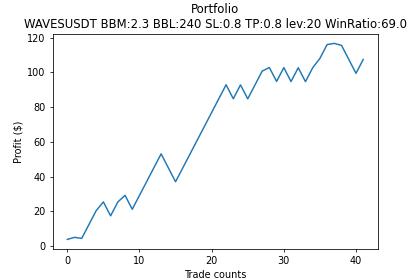 Portfolio
WAVESUSDT BBM:2.3 BBL:240 SL:0.8 TP:0.8 lev:20 WinRatio:69.0
120
100
80
60
40
20
0
Profit ($)
0 10 20 30 40
Trade counts